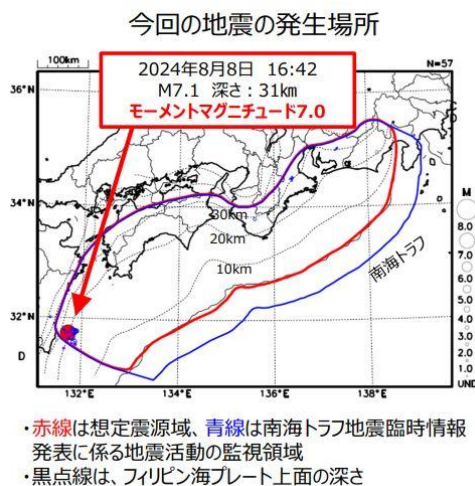 今回の地震の発生場所
100km
N=57
2024年8月8日 16:42
M7.1 深さ：31km
モーメントマグニチュード7.0
36°N
34°N
32°N
30km
20km
10km
南海トラフ
M
8.0
7.0
6.0
5.0
4.0
3.0
2.0
1.0
UND
D
132°E
134°E
136°E
138°E
・赤線は想定震源域、青線は南海トラフ地震臨時情報
発表に係る地震活動の監視領域
・黒点線は、フィリピン海プレート上面の深さ